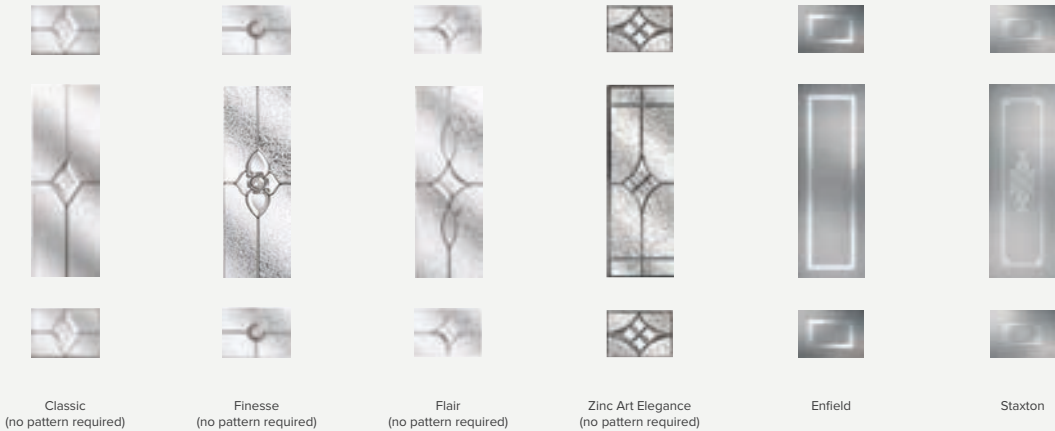 Classic
(no pattern required)
Finesse
(no pattern required)
Flair
(no pattern required)
Zinc Art Elegance
(no pattern required)
Enfield
Staxton